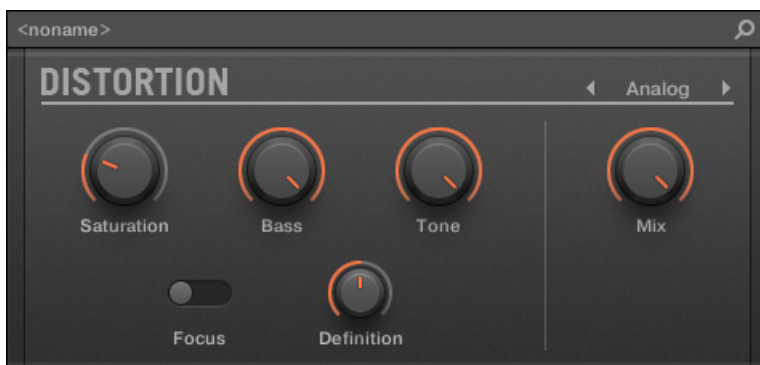 <noname>
DISTORTION
Analog
Saturation
Bass
Tone
Mix
Focus
Definition